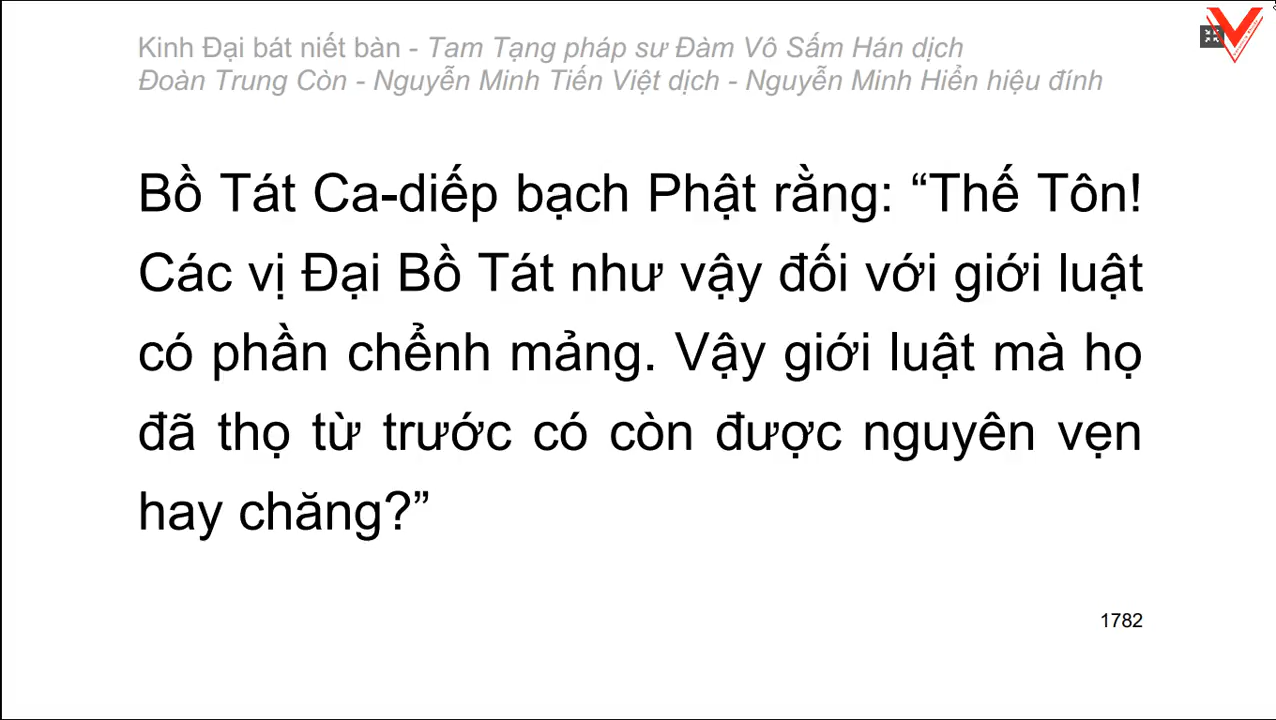 Kinh Đại bát niết bàn - Tam Tạng pháp sư Đàm Vô Sấm Hán dịch
Đoàn Trung Còn - Nguyễn Minh Tiến Việt dịch - Nguyễn Minh Hiển hiệu đính
Bồ Tát Ca-diếp bạch Phật rằng: “Thế Tôn!
Các vị Đại Bồ Tát như vậy đối với giới luật
có phần chểnh mảng. Vậy giới luật mà họ
đã thọ từ trước có còn được nguyên vẹn
hay chăng?”
1782